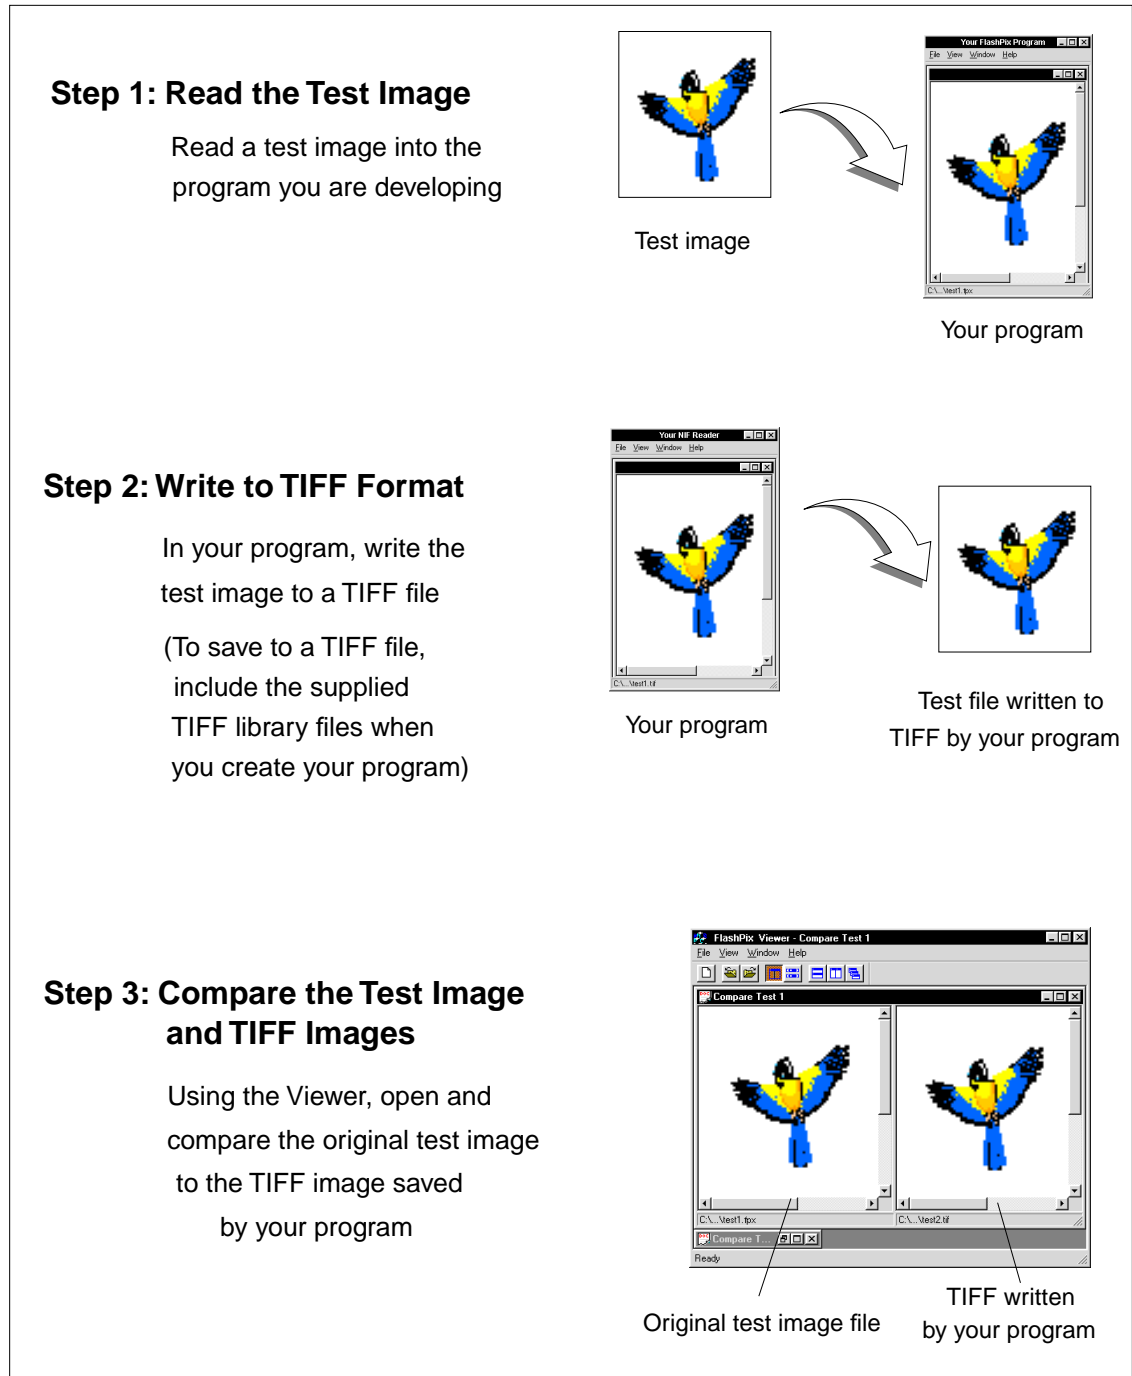 Step 1: Read the Test Image
Read a test image into the
program you are developing
Test image
Your FlashPix Program
File View Window Help
C:\...\test1.fpx
Your program
Step 2: Write to TIFF Format
In your program, write the
test image to a TIFF file
(To save to a TIFF file,
include the supplied
TIFF library files when
you create your program)
Your NIF Reader
File View Window Help
C:\...\test1.tif
Your program
Test file written to
TIFF by your program
Step 3: Compare the Test Image
and TIFF Images
Using the Viewer, open and
compare the original test image
to the TIFF image saved
by your program
FlashPix Viewer - Compare Test 1
File View Window Help
Compare Test 1
C:\...\test1.fpx
C:\...\test2.tif
Compare T...
Ready
Original test image file
TIFF written
by your program